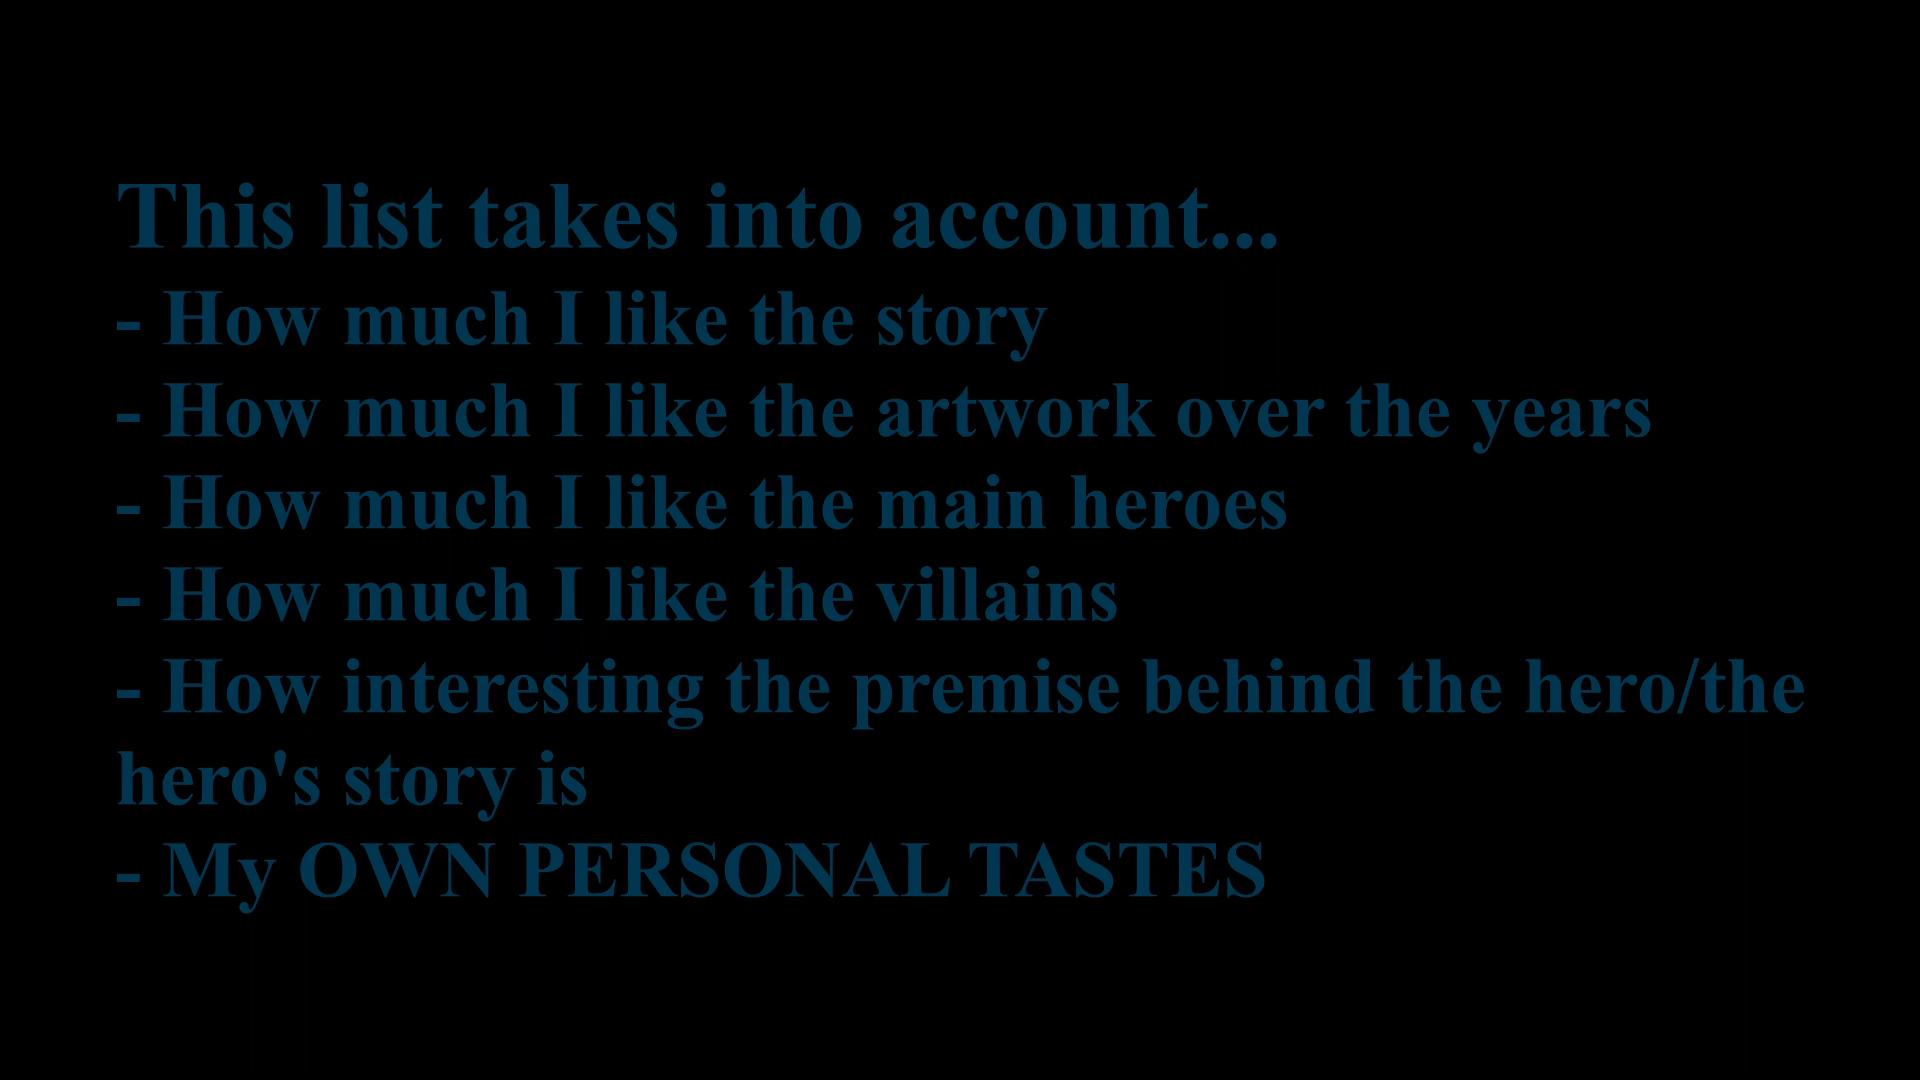 This list takes into account...
- How much I like the story
- How much I like the artwork over the years
- How much I like the main heroes
- How much I like the villains
- How interesting the premise behind the hero/the
hero's story is
- My OWN PERSONAL TASTES